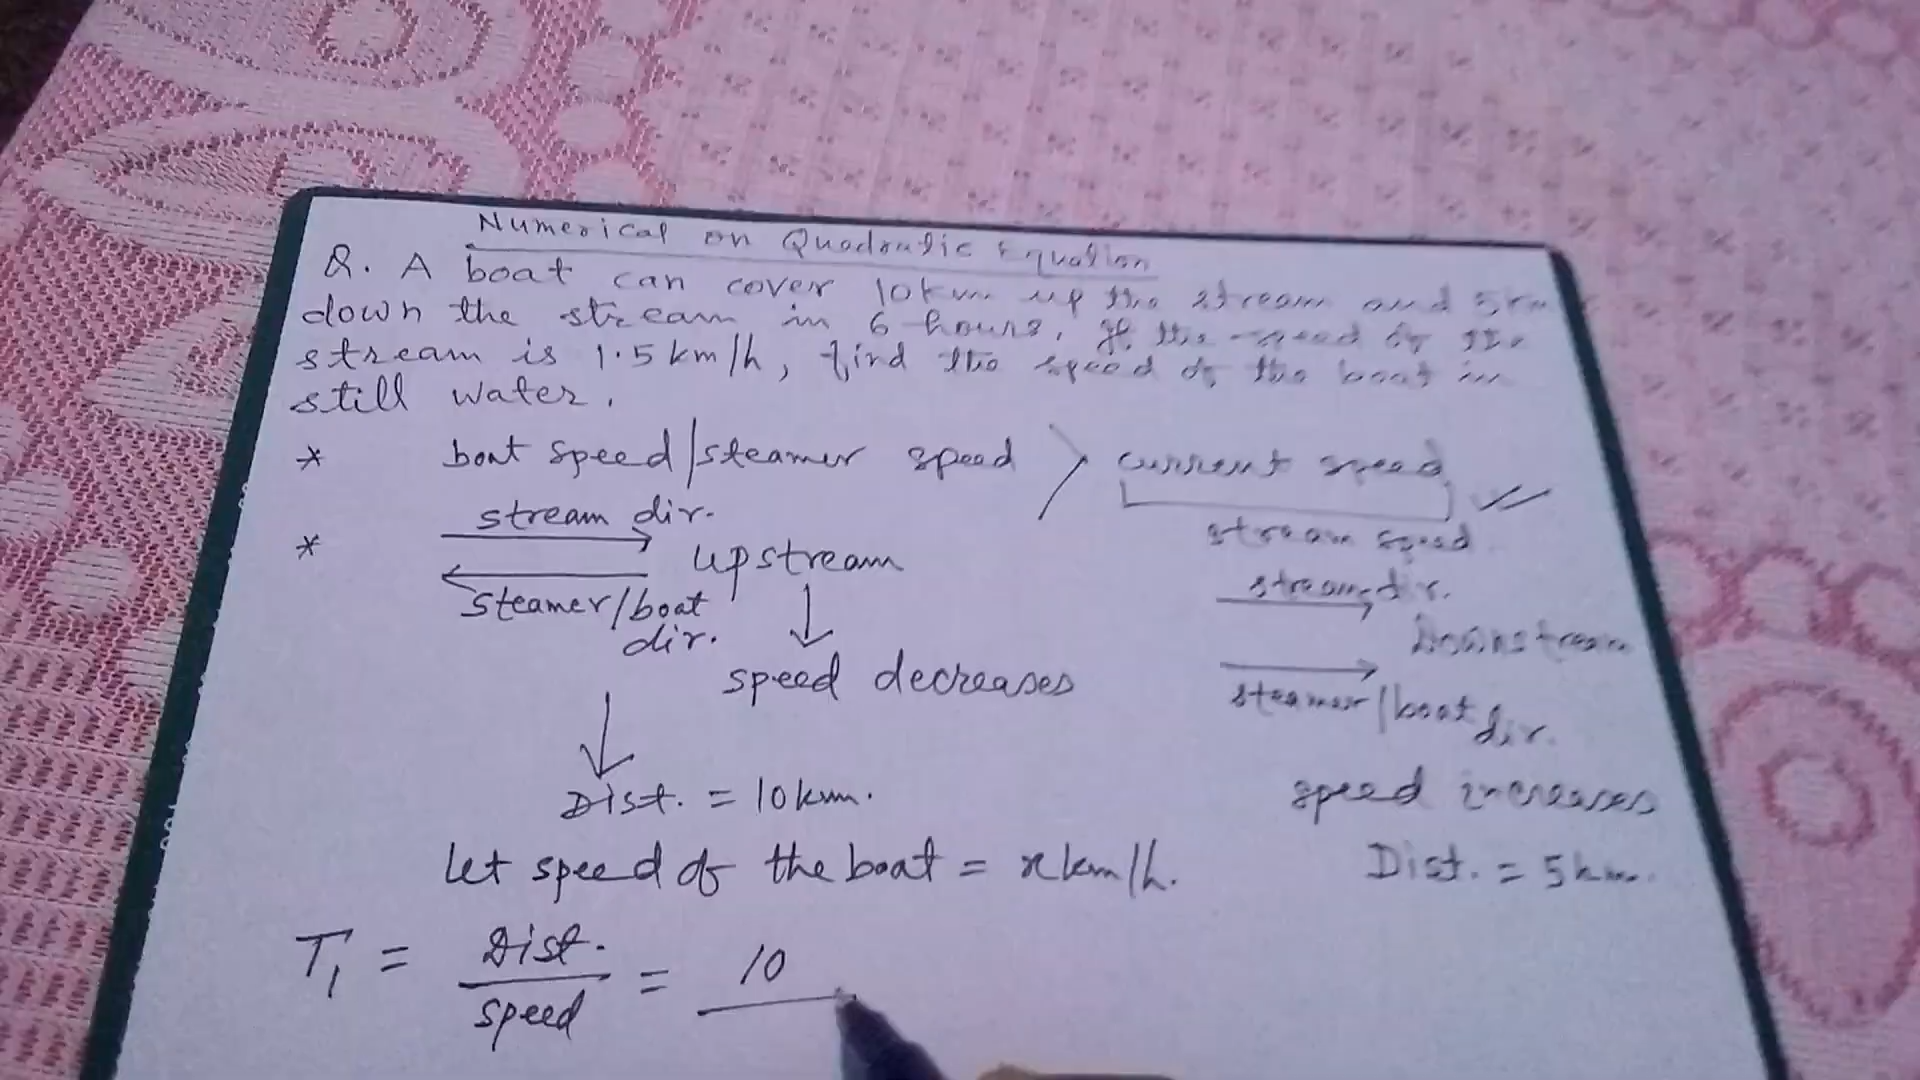 Numerical on Quadratic Equation
Q. A boat can cover 10km up the stream and 5km
down the stream in 6 hours. If the speed of the
stream is 1.5 km/h, find the speed of the boat in
still water.
* boat speed/steamer speed > current speed
stream speed
* stream dir.
upstream
steamer/boat
dir.
speed decreases
stream dir.
Downstream
steamer/boat dir.
speed increases
Dist. = 10km.
Dist. = 5km.
let speed of the boat = x km/h.
T₁ = Dist. / speed = 10